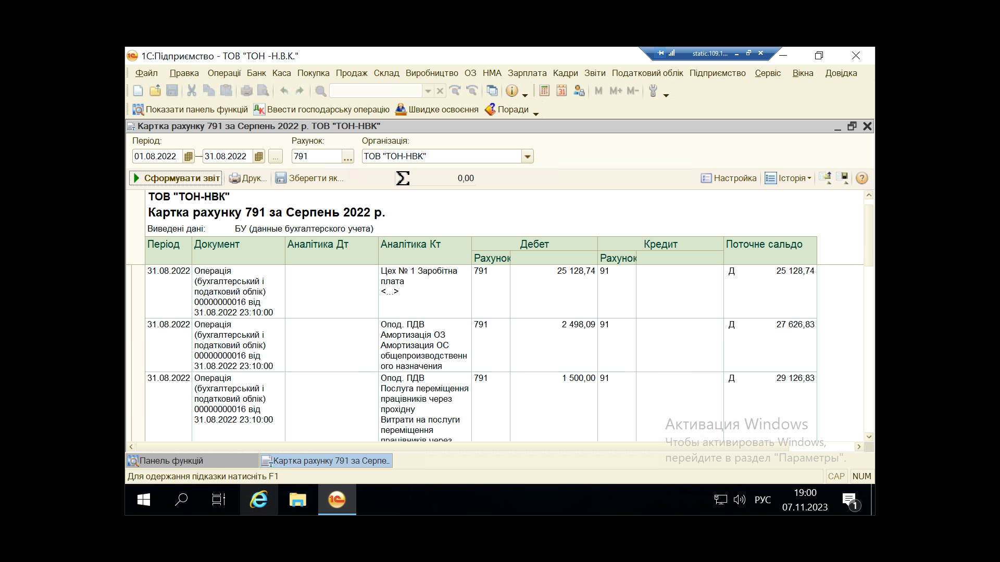 1С:Підприємство - ТОВ "ТОН -Н.В.К."
static.109.1...
Файл Правка Операції Банк Каса Покупка Продаж Склад Виробництво ОЗ НМА Зарплата Кадри Звіти Податковий облік Підприємство Сервіс Вікна Довідка
31 M M+ M-
Показати панель функцій Ввести господарську операцію Швидке освоєння Поради
Картка рахунку 791 за Серпень 2022 р. ТОВ "ТОН-НВК"
Період: Рахунок: Організація:
01.08.2022 – 31.08.2022 ... 791 ... ТОВ "ТОН-НВК"
Сформувати звіт Друк... Зберегти як... Σ 0,00 Настройка Історія
ТОВ "ТОН-НВК"
Картка рахунку 791 за Серпень 2022 р.
Виведені дані: БУ (данные бухгалтерского учета)
Період Документ Аналітика Дт Аналітика Кт Дебет Кредит Поточне сальдо
Рахунок Рахунок
31.08.2022 Операція Цех № 1 Заробітна 791 25 128,74 91 Д 25 128,74
(бухгалтерський і плата
податковий облік) <...>
00000000016 від
31.08.2022 23:10:00
31.08.2022 Операція Опод. ПДВ 791 2 498,09 91 Д 27 626,83
(бухгалтерський і Амортизація ОЗ
податковий облік) Амортизация ОС
00000000016 від общепроизводственн
31.08.2022 23:10:00 ого назначения
31.08.2022 Операція Опод. ПДВ 791 1 500,00 91 Д 29 126,83
(бухгалтерський і Послуга переміщення
податковий облік) працівників через
00000000016 від прохідну
31.08.2022 23:10:00 Витрати на послуги
переміщення
працівників через
Активация Windows
Чтобы активировать Windows,
перейдите в раздел "Параметры".
Панель функцій Картка рахунку 791 за Серпе...
Для одержання підказки натисніть F1 CAP NUM
1С РУС 19:00
07.11.2023 1